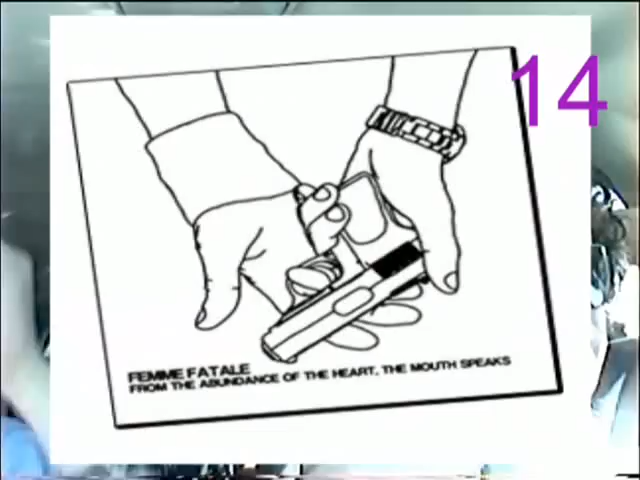 14
FEMME FATALE
FROM THE ABUNDANCE OF THE HEART, THE MOUTH SPEAKS